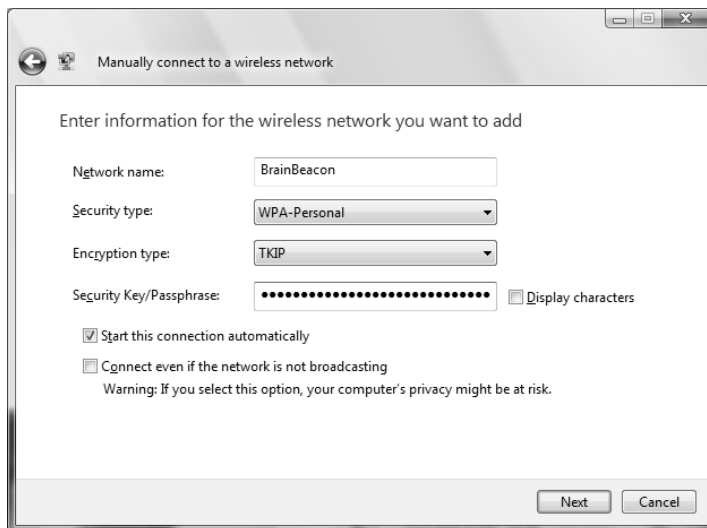 Manually connect to a wireless network
Enter information for the wireless network you want to add
Network name: BrainBeacon
Security type: WPA-Personal
Encryption type: TKIP
Security Key/Passphrase: ●●●●●●●●●●●●●●●●●●●●●●●●●●●●● Display characters
Start this connection automatically
Connect even if the network is not broadcasting
Warning: If you select this option, your computer's privacy might be at risk.
Next Cancel